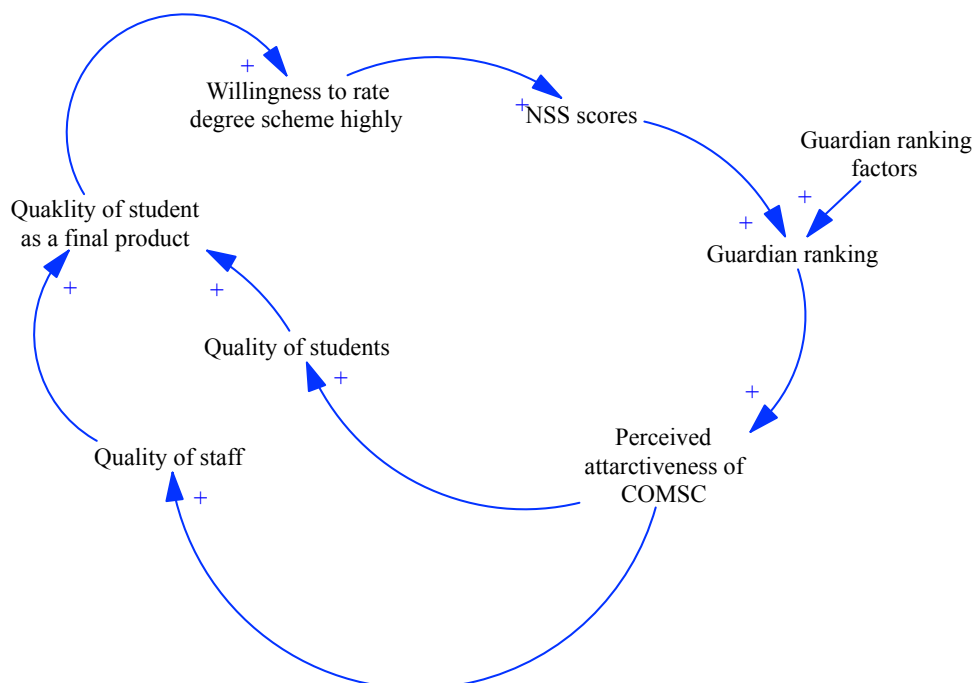 +
Willingness to rate
degree scheme highly
+
NSS scores
Guardian ranking
factors
+
+
Guardian ranking
Quaklity of student
as a final product
+
+
Quality of students
+
+
Perceived
attarctiveness of
COMSC
Quality of staff
+